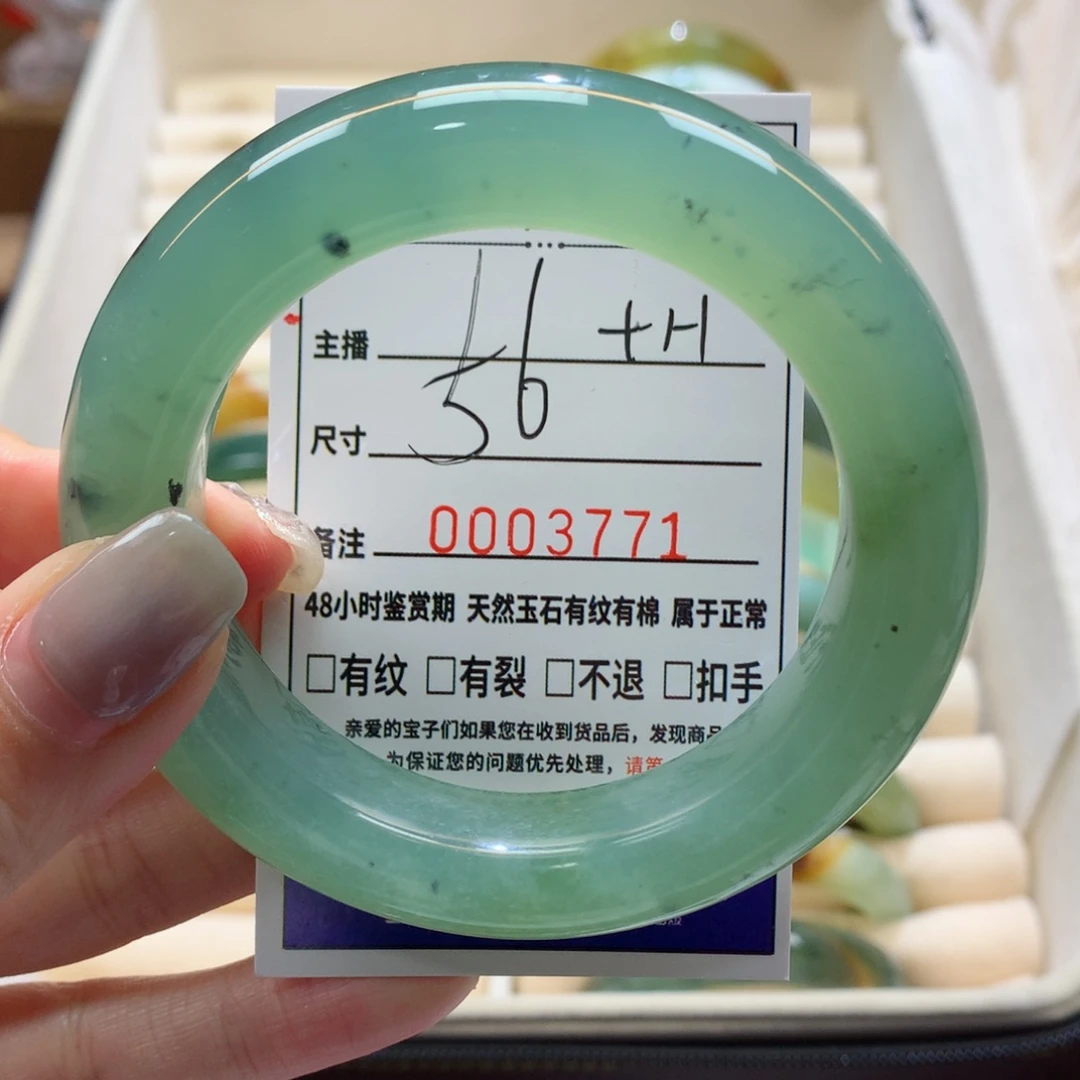 主播 +H
尺寸 56
备注 0003771
48小时鉴赏期 天然玉石有纹有棉 属于正常
□有纹 □有裂 □不退 □扣手
亲爱的宝子们如果您在收到货品后，发现商品
为保证您的问题优先处理，请第